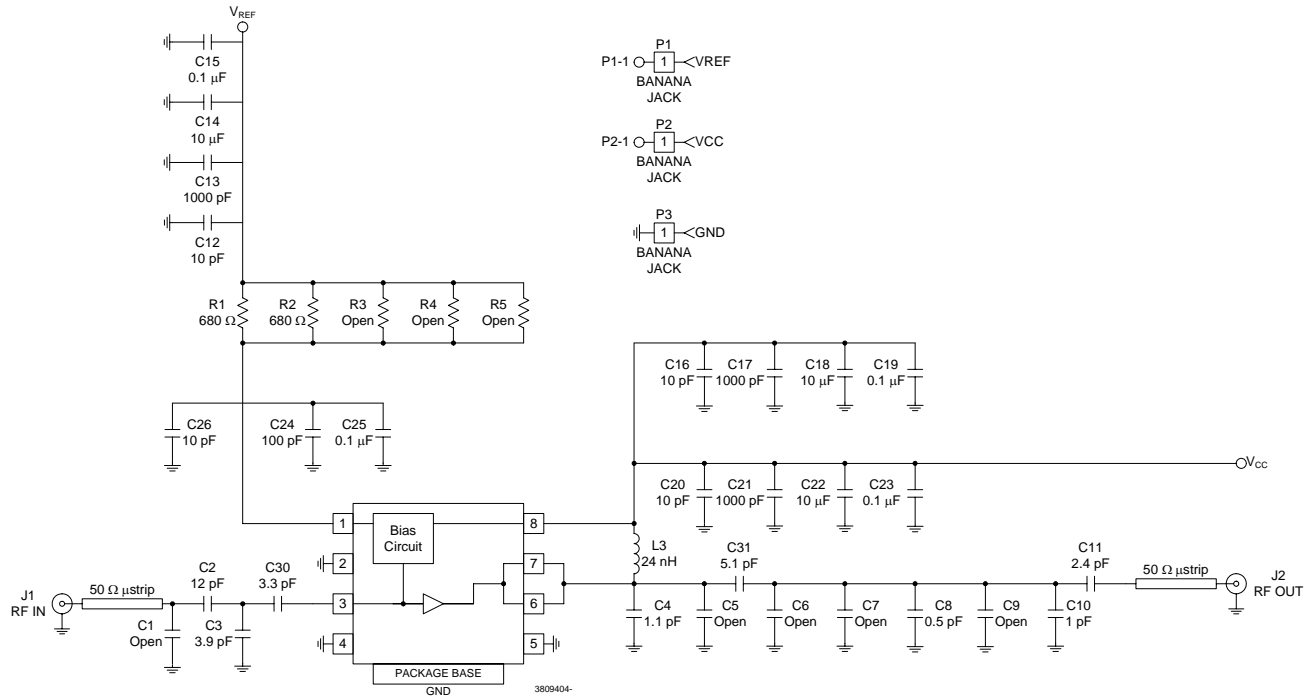 V_REF
C15
0.1 µF
C14
10 µF
C13
1000 pF
C12
10 pF
P1
P1-1 1 VREF
BANANA
JACK
P2
P2-1 1 VCC
BANANA
JACK
P3
1 GND
BANANA
JACK
R1
680 Ω
R2
680 Ω
R3
Open
R4
Open
R5
Open
C16
10 pF
C17
1000 pF
C18
10 µF
C19
0.1 µF
C26
10 pF
C24
100 pF
C25
0.1 µF
V_CC
C20
10 pF
C21
1000 pF
C22
10 µF
C23
0.1 µF
1
Bias
Circuit
8
2
7
3
6
4
5
PACKAGE BASE
GND
3809404-
L3
24 nH
C31
5.1 pF
C11
2.4 pF
50 Ω µstrip
J2
RF OUT
J1
RF IN
50 Ω µstrip
C2
12 pF
C30
3.3 pF
C1
Open
C3
3.9 pF
C4
1.1 pF
C5
Open
C6
Open
C7
Open
C8
0.5 pF
C9
Open
C10
1 pF